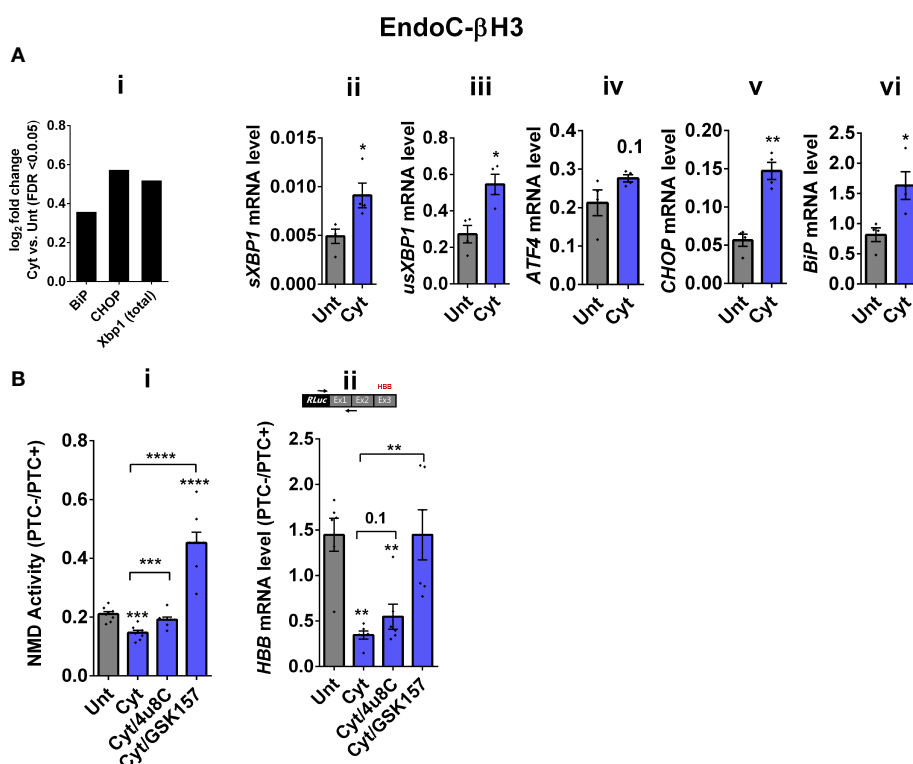 EndoC-βH3
A
i
ii
iii
iv
v
vi
log2 fold change
Cyt vs. Unt (FDR <0.0.05)
0.8
0.6
0.4
0.2
0.0
BiP
CHOP
Xbp1 (total)
sXBP1 mRNA level
0.015
0.010
0.005
0.000
*
Unt
Cyt
usXBP1 mRNA level
0.8
0.6
0.4
0.2
0.0
*
Unt
Cyt
ATF4 mRNA level
0.4
0.3
0.2
0.1
0.0
0.1
Unt
Cyt
CHOP mRNA level
0.20
0.15
0.10
0.05
0.00
**
Unt
Cyt
BiP mRNA level
2.5
2.0
1.5
1.0
0.5
0.0
*
Unt
Cyt
B
i
NMD Activity (PTC-/PTC+)
0.8
0.6
0.4
0.2
0.0
****
****
***
***
Unt
Cyt
Cyt/4u8C
Cyt/GSK157
ii
HBB
RLuc Ex1 Ex2 Ex3
HBB mRNA level (PTC-/PTC+)
2.5
2.0
1.5
1.0
0.5
0.0
**
0.1
**
**
Unt
Cyt
Cyt/4u8C
Cyt/GSK157